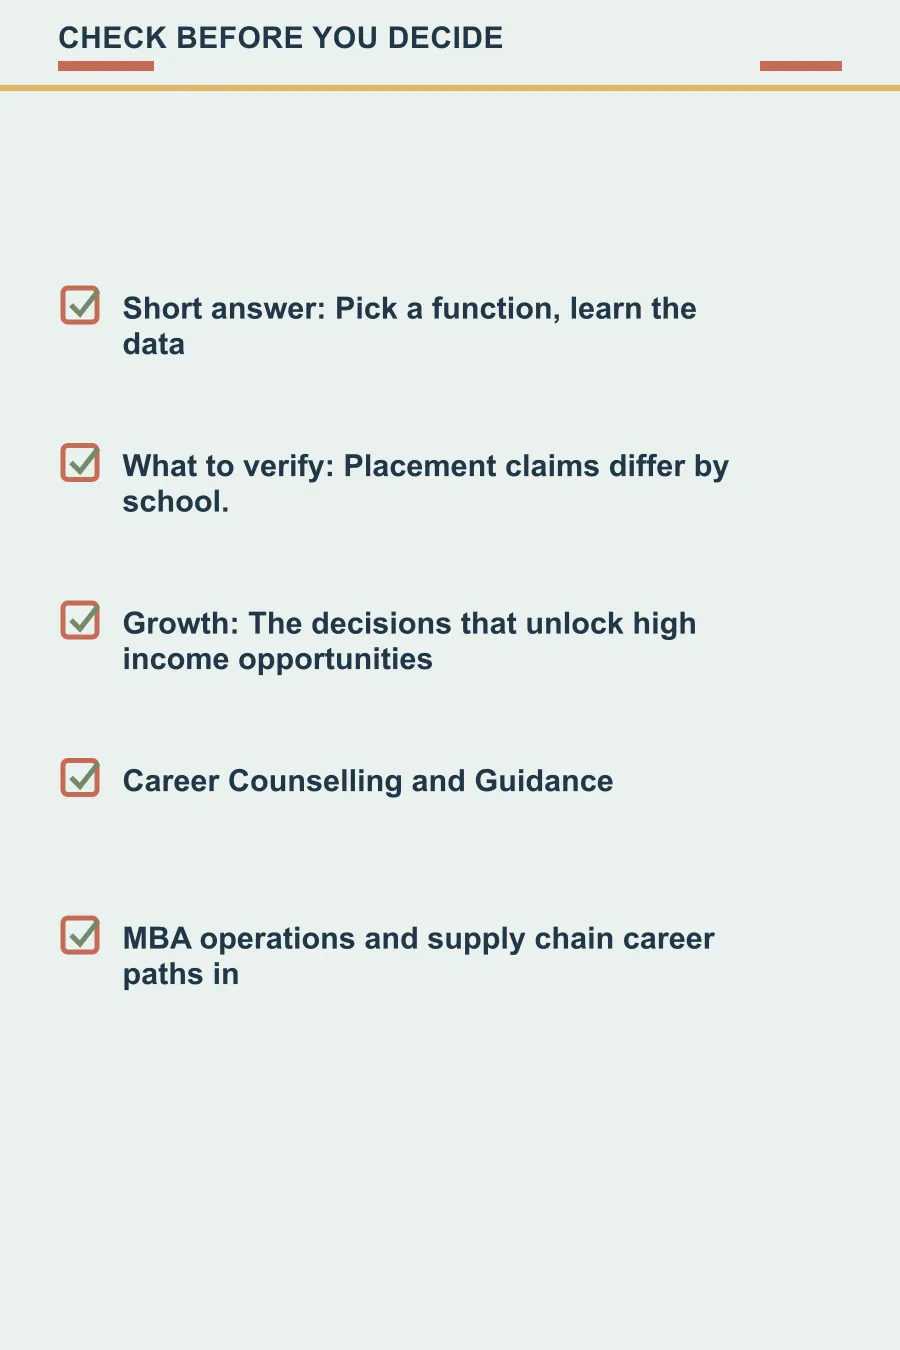 CHECK BEFORE YOU DECIDE
Short answer: Pick a function, learn the
data
What to verify: Placement claims differ by
school.
Growth: The decisions that unlock high
income opportunities
Career Counselling and Guidance
MBA operations and supply chain career
paths in